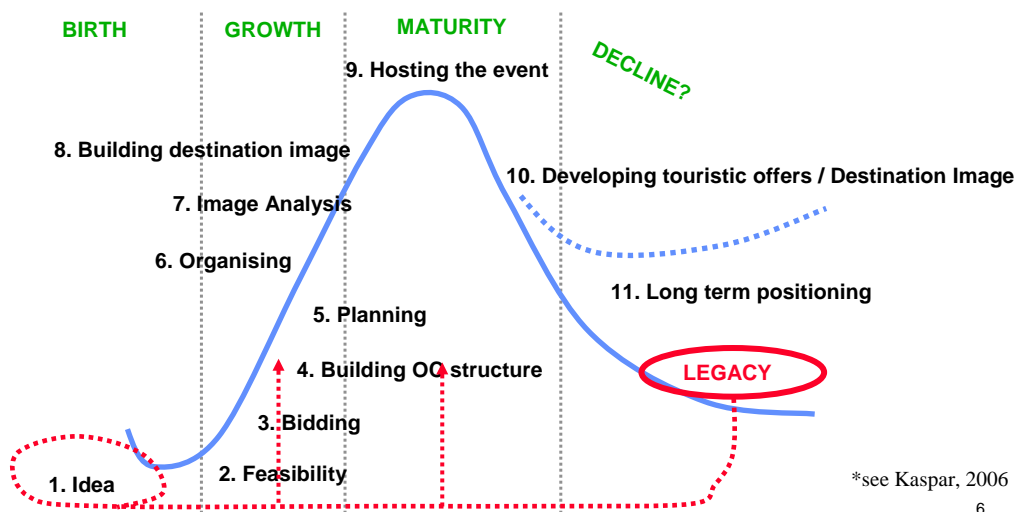 BIRTH
GROWTH
MATURITY
DECLINE?
9. Hosting the event
8. Building destination image
10. Developing touristic offers / Destination Image
7. Image Analysis
6. Organising
11. Long term positioning
5. Planning
4. Building OC structure
LEGACY
3. Bidding
2. Feasibility
1. Idea
*see Kaspar, 2006
6